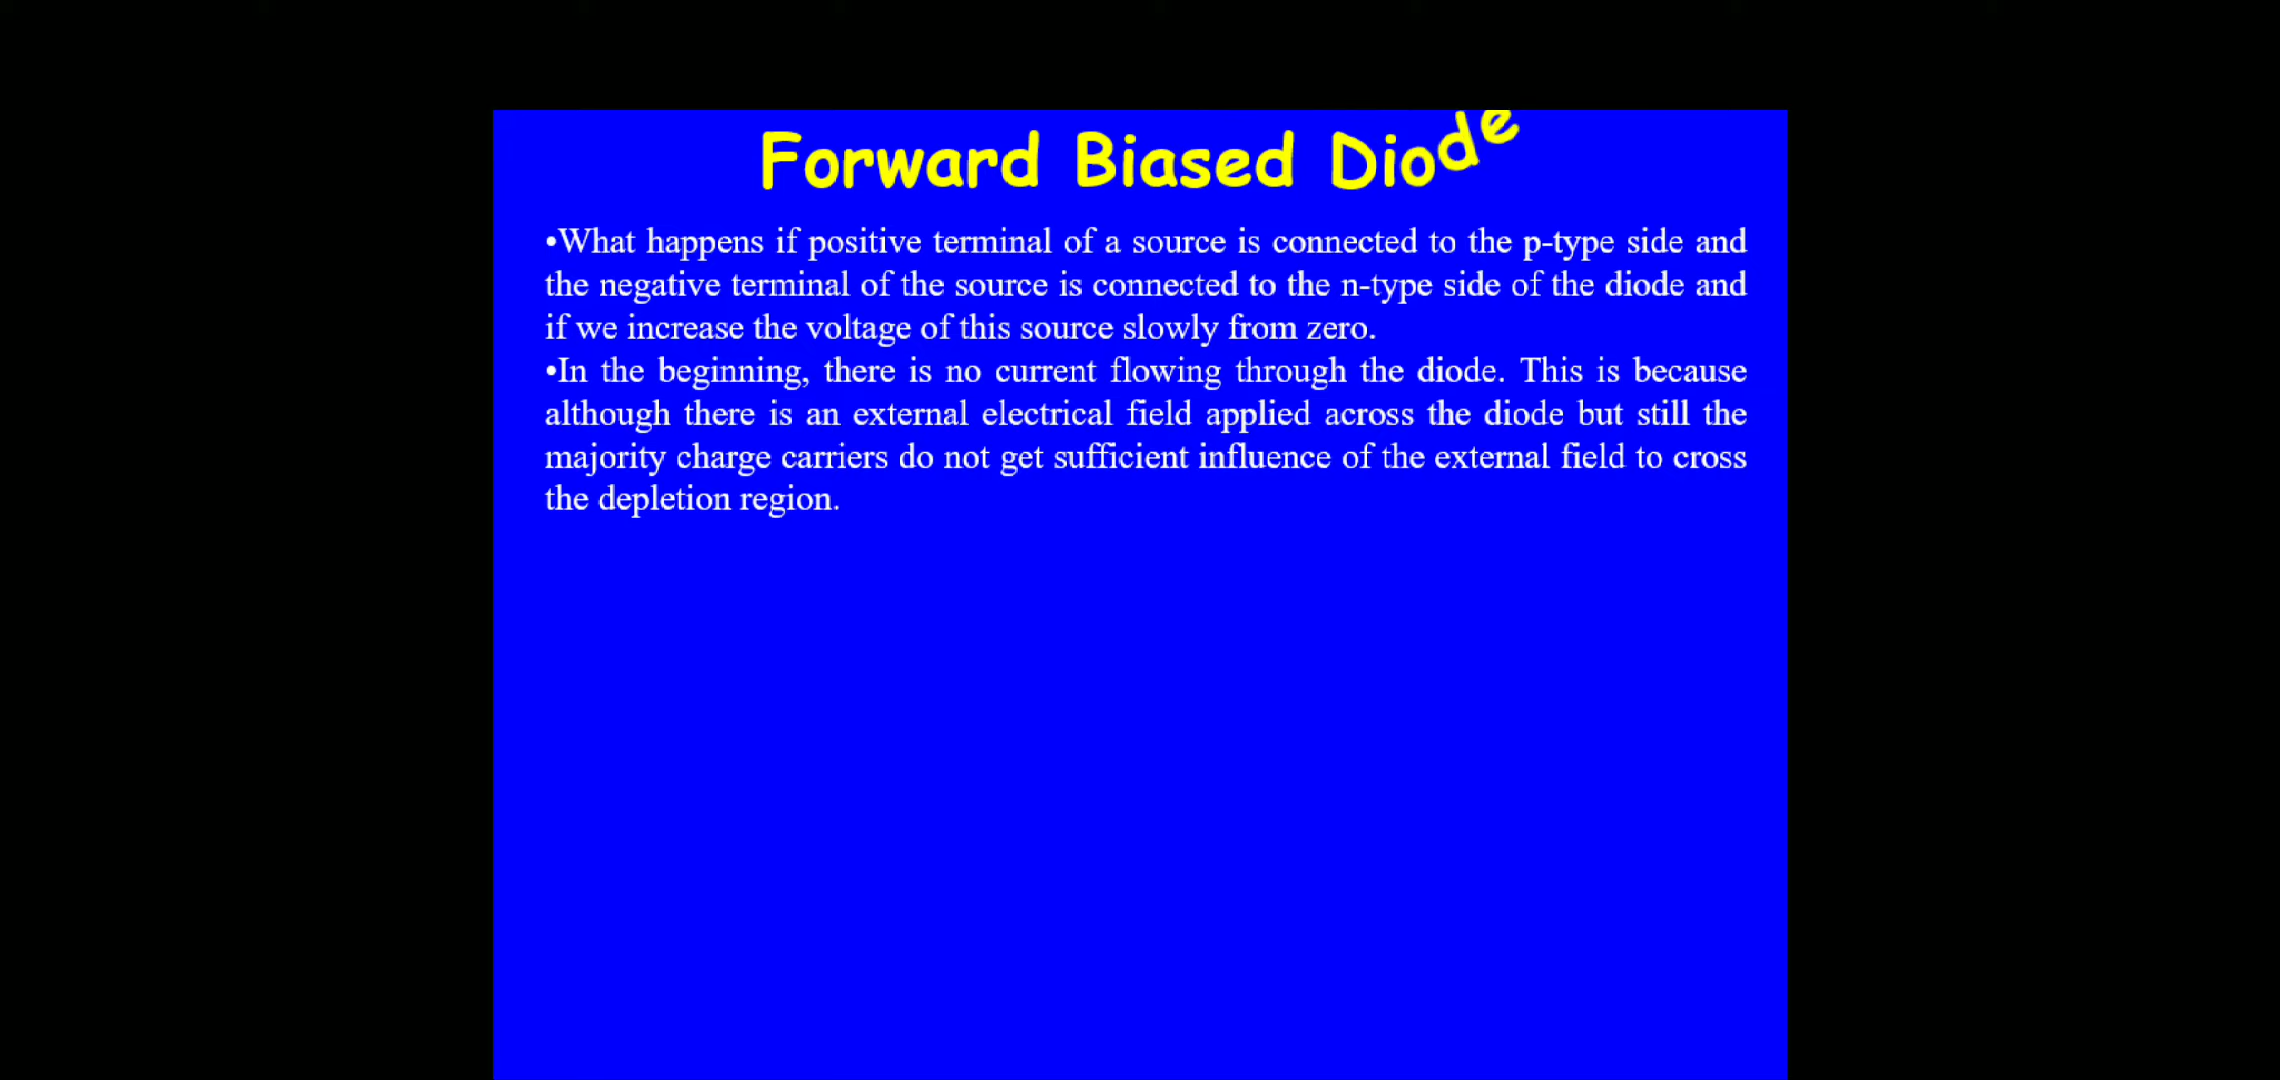 Forward Biased Diode
•What happens if positive terminal of a source is connected to the p-type side and
the negative terminal of the source is connected to the n-type side of the diode and
if we increase the voltage of this source slowly from zero.
•In the beginning, there is no current flowing through the diode. This is because
although there is an external electrical field applied across the diode but still the
majority charge carriers do not get sufficient influence of the external field to cross
the depletion region.